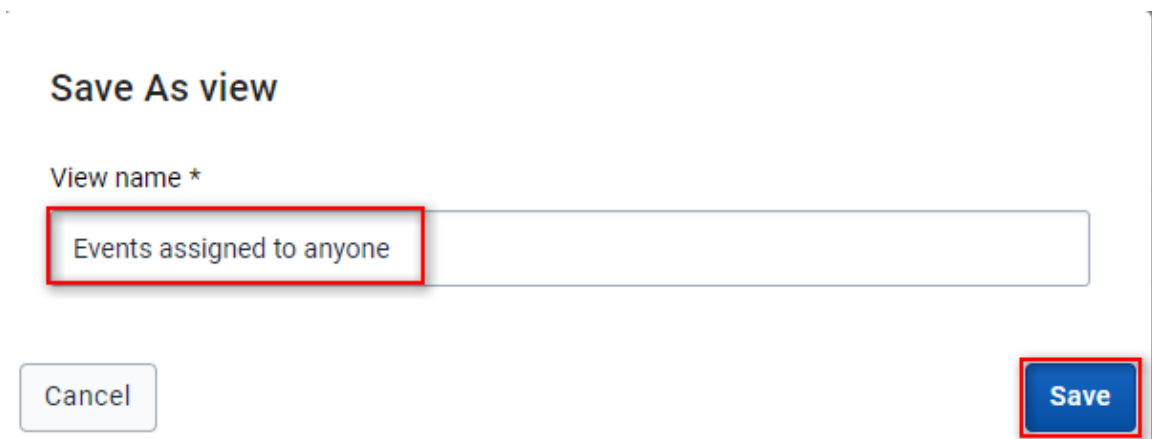 Save As view
View name *
Events assigned to anyone
Cancel
Save